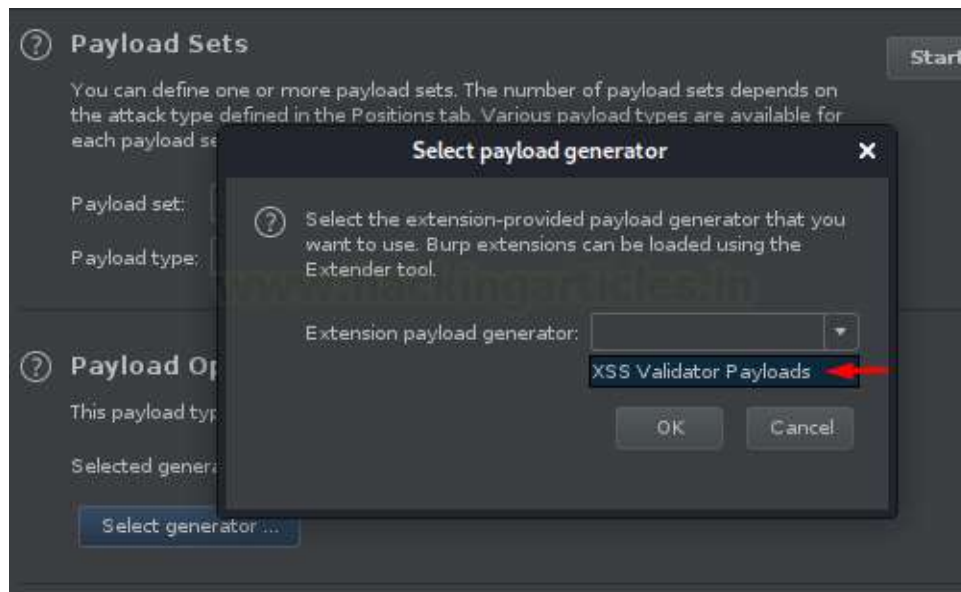 Payload Sets
Start
You can define one or more payload sets. The number of payload sets depends on
the attack type defined in the Positions tab. Various payload types are available for
each payload se
Select payload generator
Payload set:
Select the extension-provided payload generator that you
want to use. Burp extensions can be loaded using the
Extender tool.
Payload type:
www.hackingarticles.in
Extension payload generator:
XSS Validator Payloads
Payload Op
This payload typ
OK
Cancel
Selected genera
Select generator ...